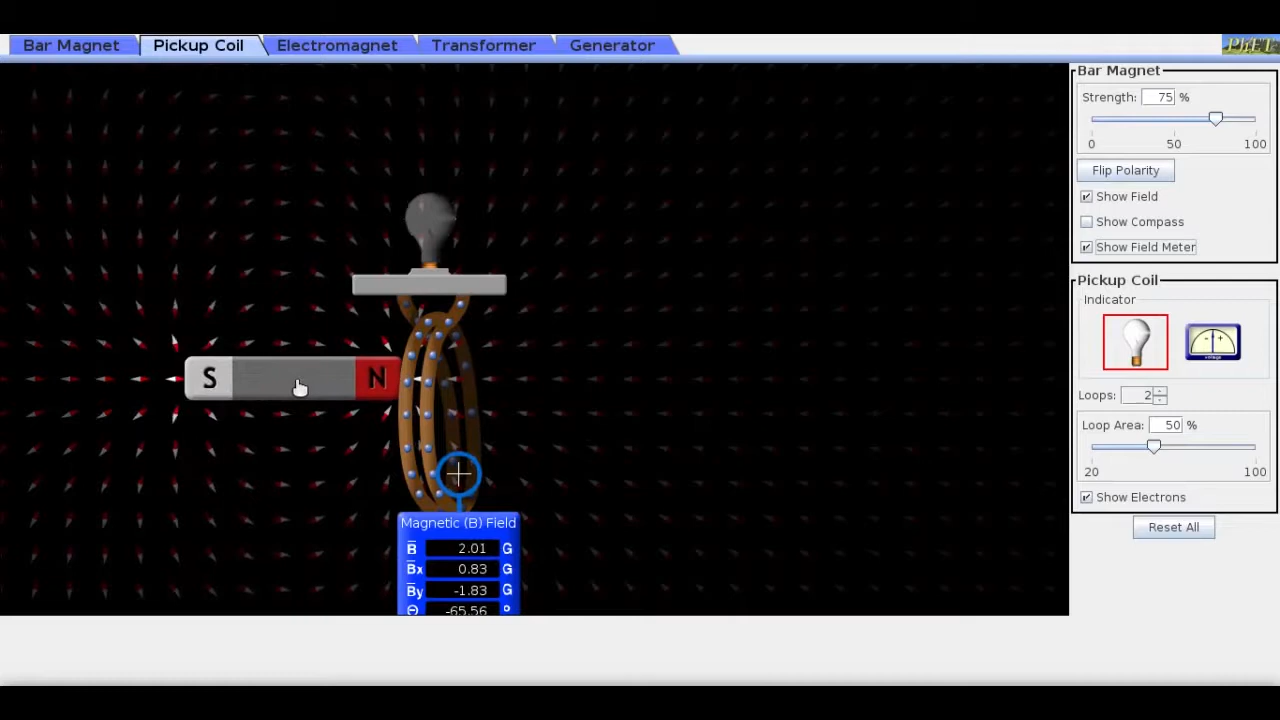 Bar Magnet
Pickup Coil
Electromagnet
Transformer
Generator
PhET
Bar Magnet
Strength: 75 %
0 50 100
Flip Polarity
Show Field
Show Compass
Show Field Meter
Pickup Coil
Indicator
- +
voltage
Loops: 2
Loop Area: 50 %
20 100
Show Electrons
Reset All
S N
Magnetic (B) Field
B 2.01 G
Bx 0.83 G
By -1.83 G
Θ -65.56 º